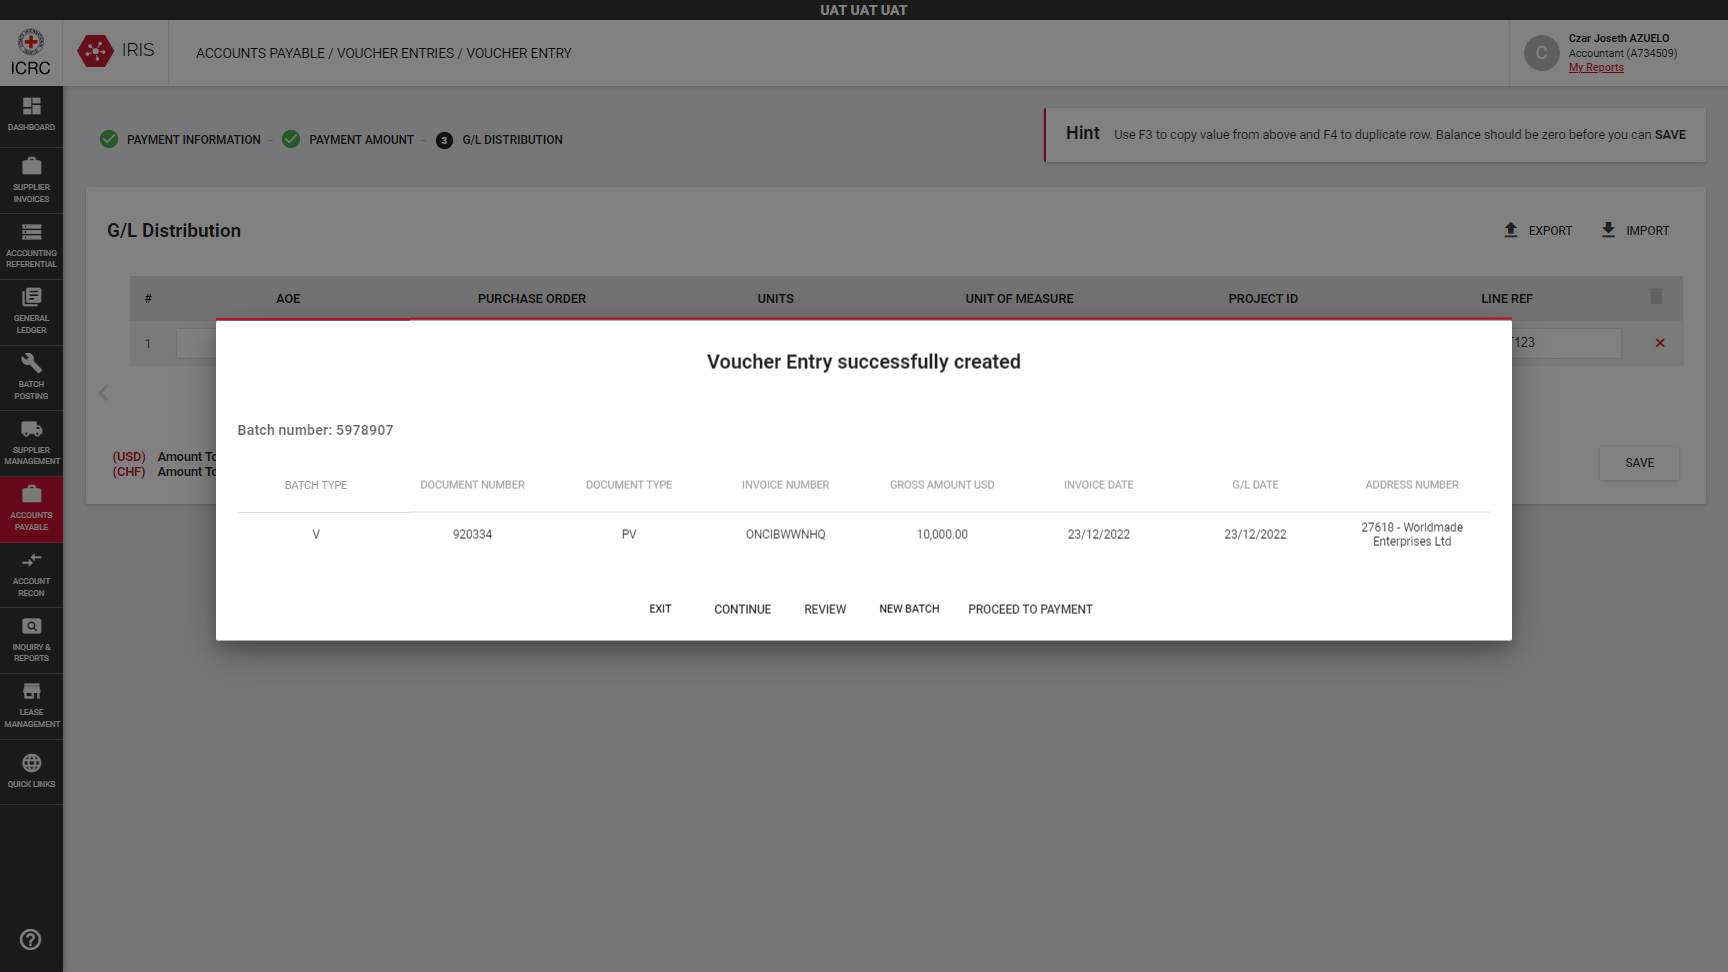 UAT UAT UAT
ICRC
IRIS
ACCOUNTS PAYABLE / VOUCHER ENTRIES / VOUCHER ENTRY
C
Czar Joseth AZUELO
Accountant (A734509)
My Reports
DASHBOARD
SUPPLIER
INVOICES
ACCOUNTING
REFERENTIAL
GENERAL
LEDGER
BATCH
POSTING
SUPPLIER
MANAGEMENT
ACCOUNTS
PAYABLE
ACCOUNT
RECON
INQUIRY &
REPORTS
LEASE
MANAGEMENT
QUICK LINKS
PAYMENT INFORMATION
PAYMENT AMOUNT
3 G/L DISTRIBUTION
Hint Use F3 to copy value from above and F4 to duplicate row. Balance should be zero before you can SAVE
G/L Distribution
EXPORT IMPORT
# AOE PURCHASE ORDER UNITS UNIT OF MEASURE PROJECT ID LINE REF
1 123
(USD) Amount To
(CHF) Amount To
SAVE
Voucher Entry successfully created
Batch number: 5978907
BATCH TYPE DOCUMENT NUMBER DOCUMENT TYPE INVOICE NUMBER GROSS AMOUNT USD INVOICE DATE G/L DATE ADDRESS NUMBER
V 920334 PV ONCIBWWNHQ 10,000.00 23/12/2022 23/12/2022 27618 - Worldmade
Enterprises Ltd
EXIT CONTINUE REVIEW NEW BATCH PROCEED TO PAYMENT